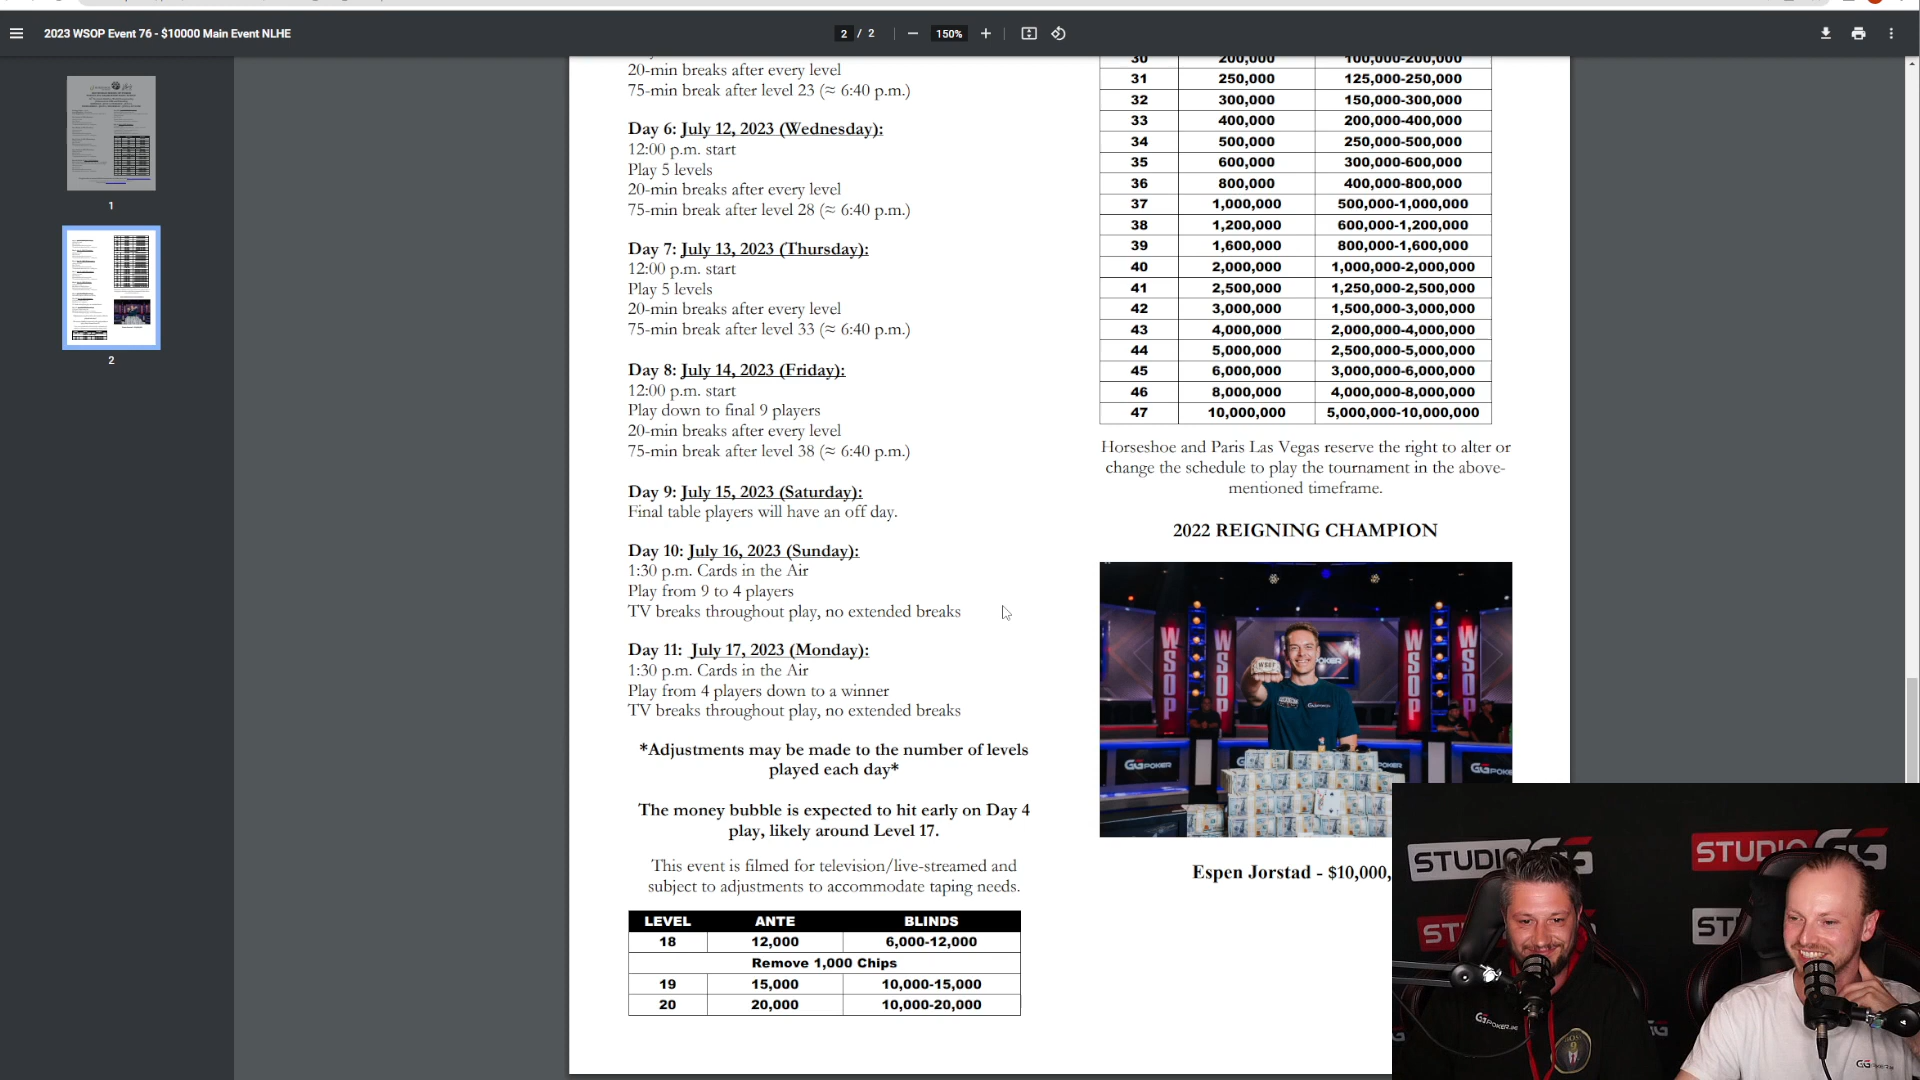 2023 WSOP Event 76 - $10000 Main Event NLHE
2 / 2
150%
1
2
20-min breaks after every level
75-min break after level 23 (≈ 6:40 p.m.)
Day 6: July 12, 2023 (Wednesday):
12:00 p.m. start
Play 5 levels
20-min breaks after every level
75-min break after level 28 (≈ 6:40 p.m.)
Day 7: July 13, 2023 (Thursday):
12:00 p.m. start
Play 5 levels
20-min breaks after every level
75-min break after level 33 (≈ 6:40 p.m.)
Day 8: July 14, 2023 (Friday):
12:00 p.m. start
Play down to final 9 players
20-min breaks after every level
75-min break after level 38 (≈ 6:40 p.m.)
Day 9: July 15, 2023 (Saturday):
Final table players will have an off day.
Day 10: July 16, 2023 (Sunday):
1:30 p.m. Cards in the Air
Play from 9 to 4 players
TV breaks throughout play, no extended breaks
Day 11: July 17, 2023 (Monday):
1:30 p.m. Cards in the Air
Play from 4 players down to a winner
TV breaks throughout play, no extended breaks
*Adjustments may be made to the number of levels
played each day*
The money bubble is expected to hit early on Day 4
play, likely around Level 17.
This event is filmed for television/live-streamed and
subject to adjustments to accommodate taping needs.
LEVEL ANTE BLINDS
18 12,000 6,000-12,000
Remove 1,000 Chips
19 15,000 10,000-15,000
20 20,000 10,000-20,000
30 200,000 100,000-200,000
31 250,000 125,000-250,000
32 300,000 150,000-300,000
33 400,000 200,000-400,000
34 500,000 250,000-500,000
35 600,000 300,000-600,000
36 800,000 400,000-800,000
37 1,000,000 500,000-1,000,000
38 1,200,000 600,000-1,200,000
39 1,600,000 800,000-1,600,000
40 2,000,000 1,000,000-2,000,000
41 2,500,000 1,250,000-2,500,000
42 3,000,000 1,500,000-3,000,000
43 4,000,000 2,000,000-4,000,000
44 5,000,000 2,500,000-5,000,000
45 6,000,000 3,000,000-6,000,000
46 8,000,000 4,000,000-8,000,000
47 10,000,000 5,000,000-10,000,000
Horseshoe and Paris Las Vegas reserve the right to alter or
change the schedule to play the tournament in the above-
mentioned timeframe.
2022 REIGNING CHAMPION
WSOP WSOP WSOP WSOP
WSOP
POKER
GGPOKER
GGPOKE
Espen Jorstad - $10,000,
STUDIO GG
STUDIO GG
ST
ST
GGPOKER
GG